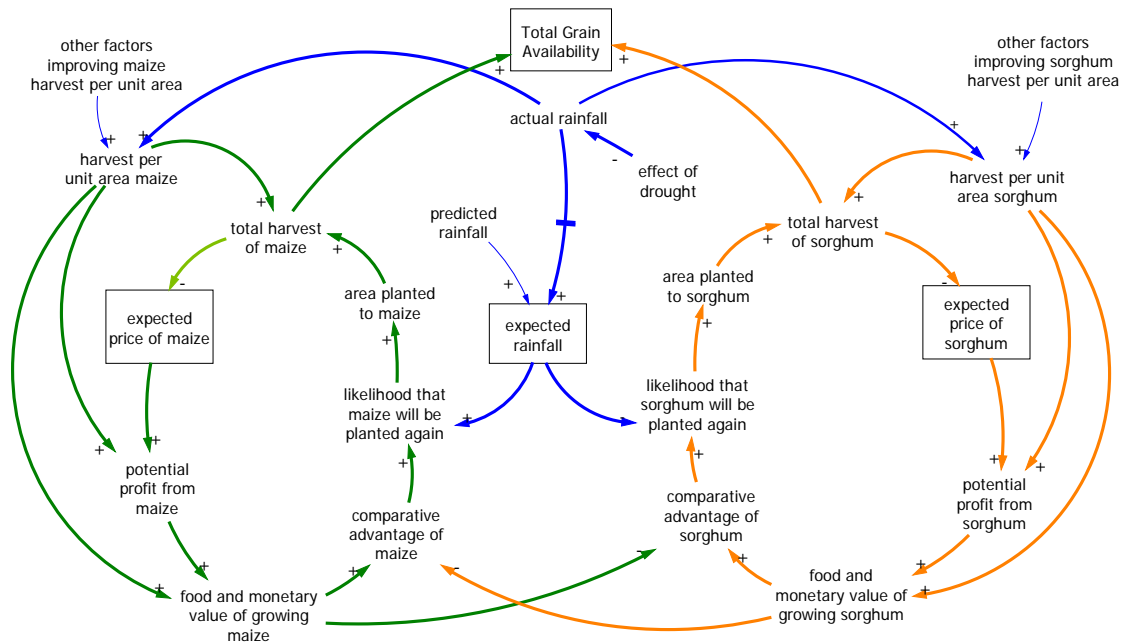 Total Grain
Availability
other factors
improving maize
harvest per unit area
other factors
improving sorghum
harvest per unit area
+
+
actual rainfall
+
+
+
+
-
harvest per
unit area maize
effect of
drought
harvest per unit
area sorghum
+
+
predicted
rainfall
total harvest
of maize
total harvest
of sorghum
+
+
-
area planted
to maize
+
+
area planted
to sorghum
-
expected
price of maize
expected
rainfall
expected
price of
sorghum
+
+
likelihood that
maize will be
planted again
likelihood that
sorghum will be
planted again
+
-
+
+
+
+
+
+
potential
profit from
maize
comparative
advantage of
maize
comparative
advantage of
sorghum
potential
profit from
sorghum
-
+
+
-
+
+
+
+
food and monetary
value of growing
maize
food and
monetary value of
growing sorghum